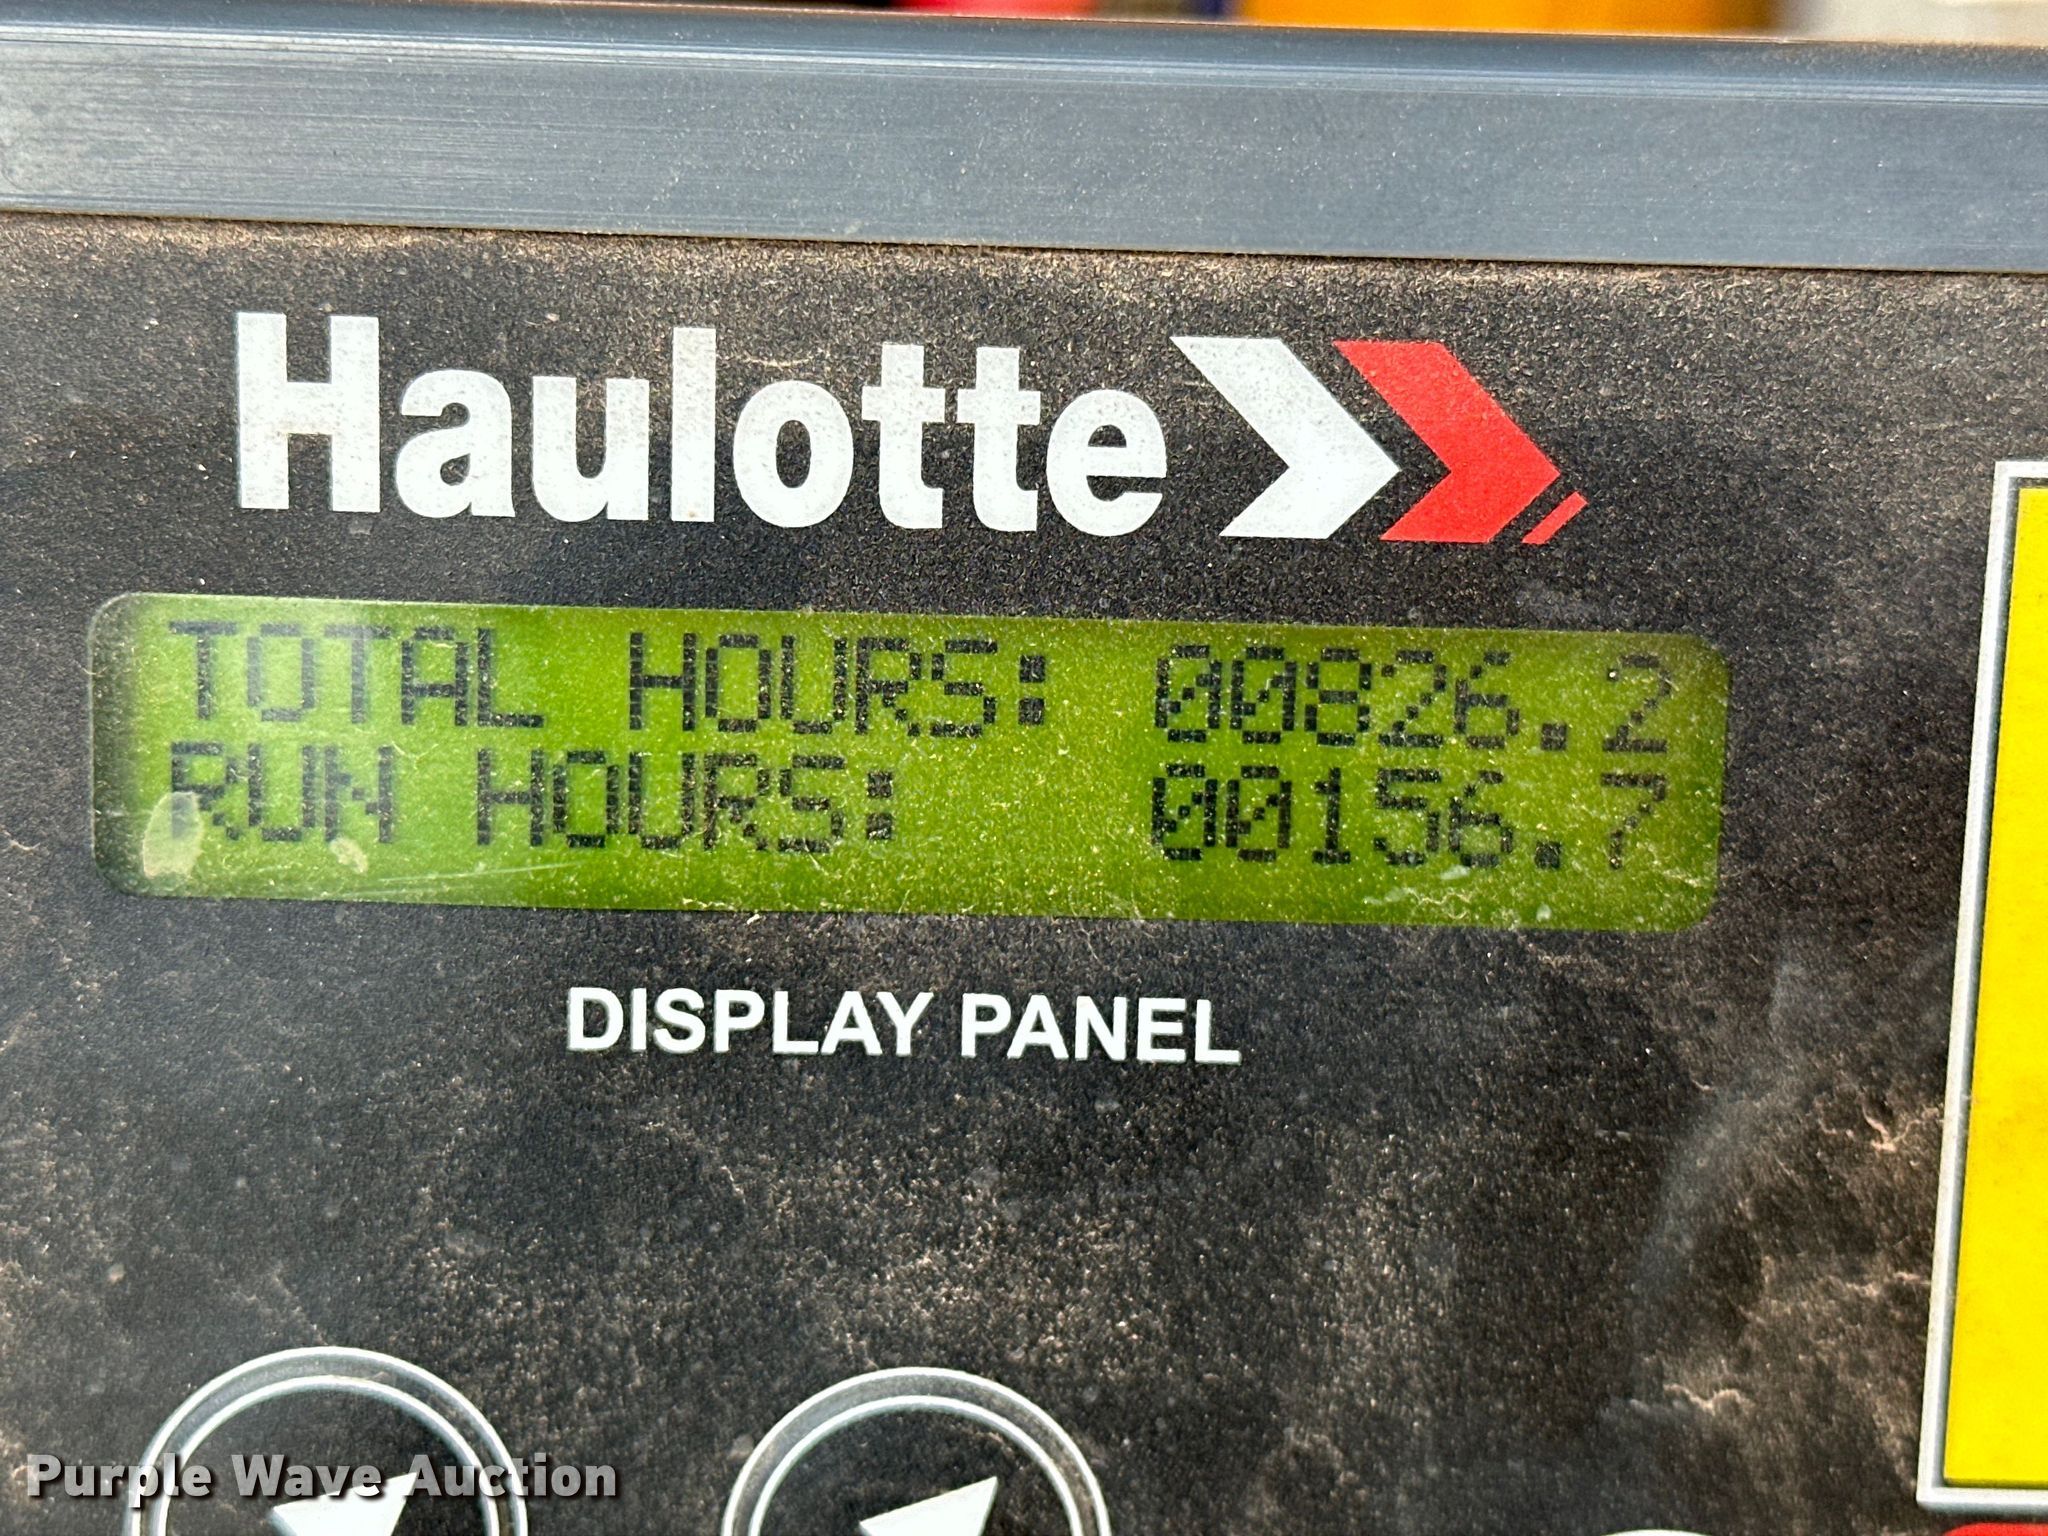 Haulotte
TOTAL HOURS: 00826.2
RUN HOURS: 00156.7
DISPLAY PANEL
Purple Wave Auction